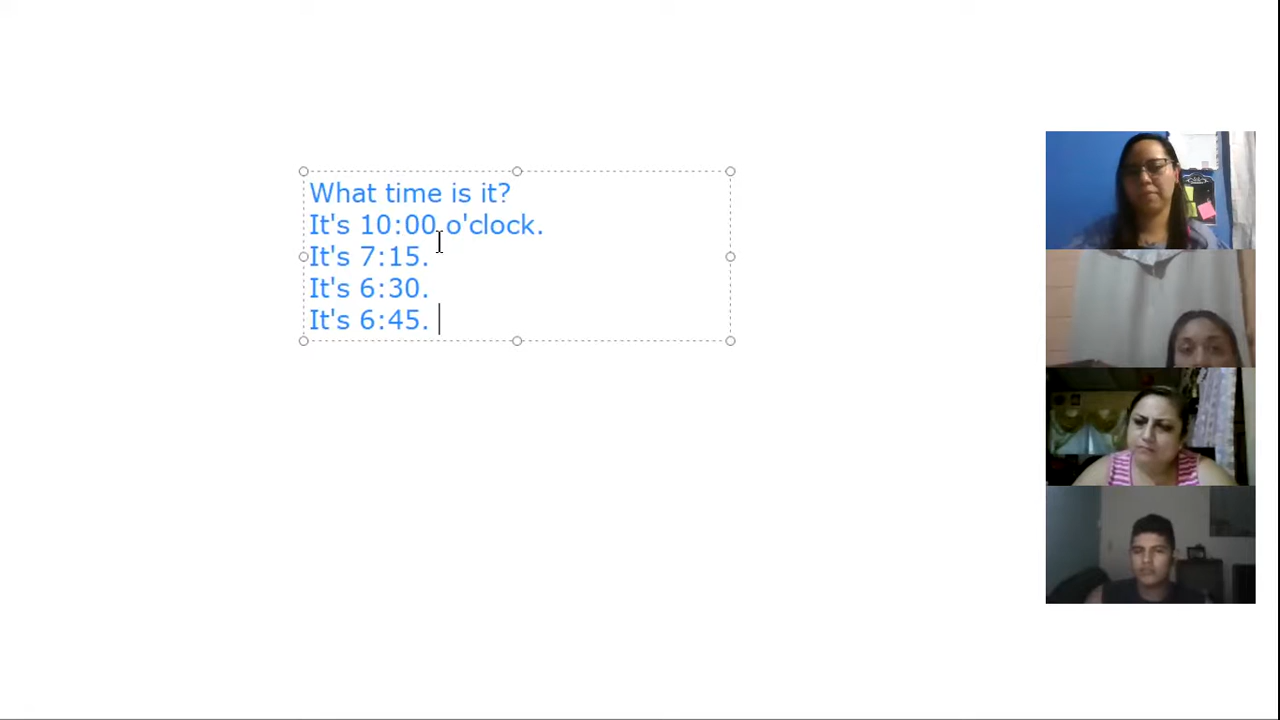 What time is it?
It's 10:00 o'clock.
It's 7:15.
It's 6:30.
It's 6:45.